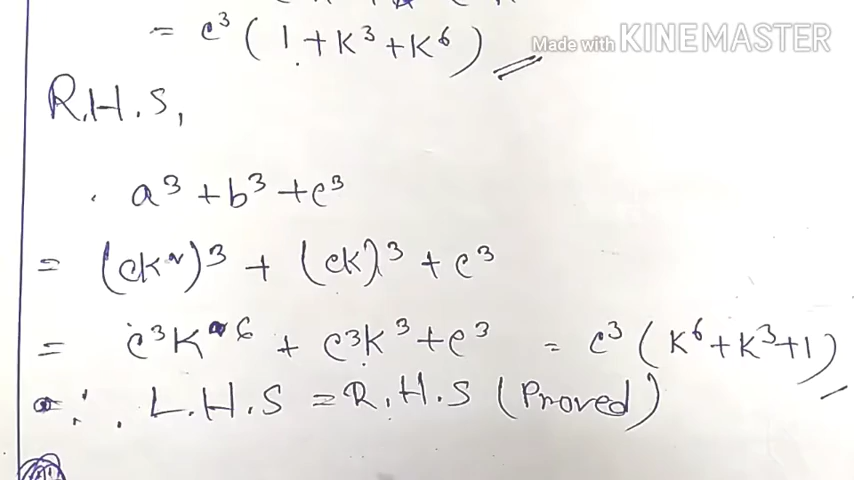 = c³ ( 1 + K³ + K⁶ )
Made with KINEMASTER
R.H.S,
a³ + b³ + c³
= (ck²)³ + (ck)³ + c³
= c³K⁶ + c³k³ + c³ = c³ ( K⁶ + K³ + 1 )
∴ L.H.S = R.H.S (Proved)